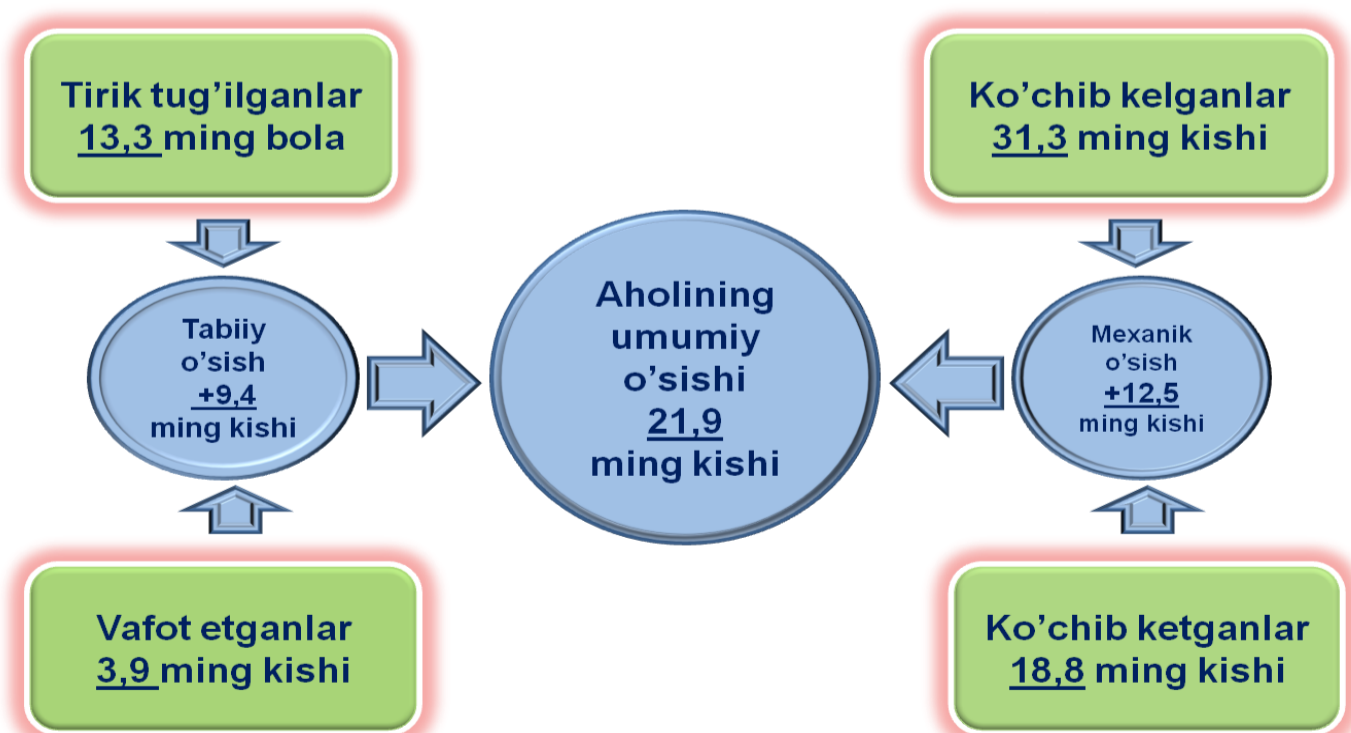 Tirik tug’ilganlar
13,3 ming bola
Ko’chib kelganlar
31,3 ming kishi
Tabiiy
o’sish
+9,4
ming kishi
Aholining
umumiy
o’sishi
21,9
ming kishi
Mexanik
o’sish
+12,5
ming kishi
Vafot etganlar
3,9 ming kishi
Ko’chib ketganlar
18,8 ming kishi